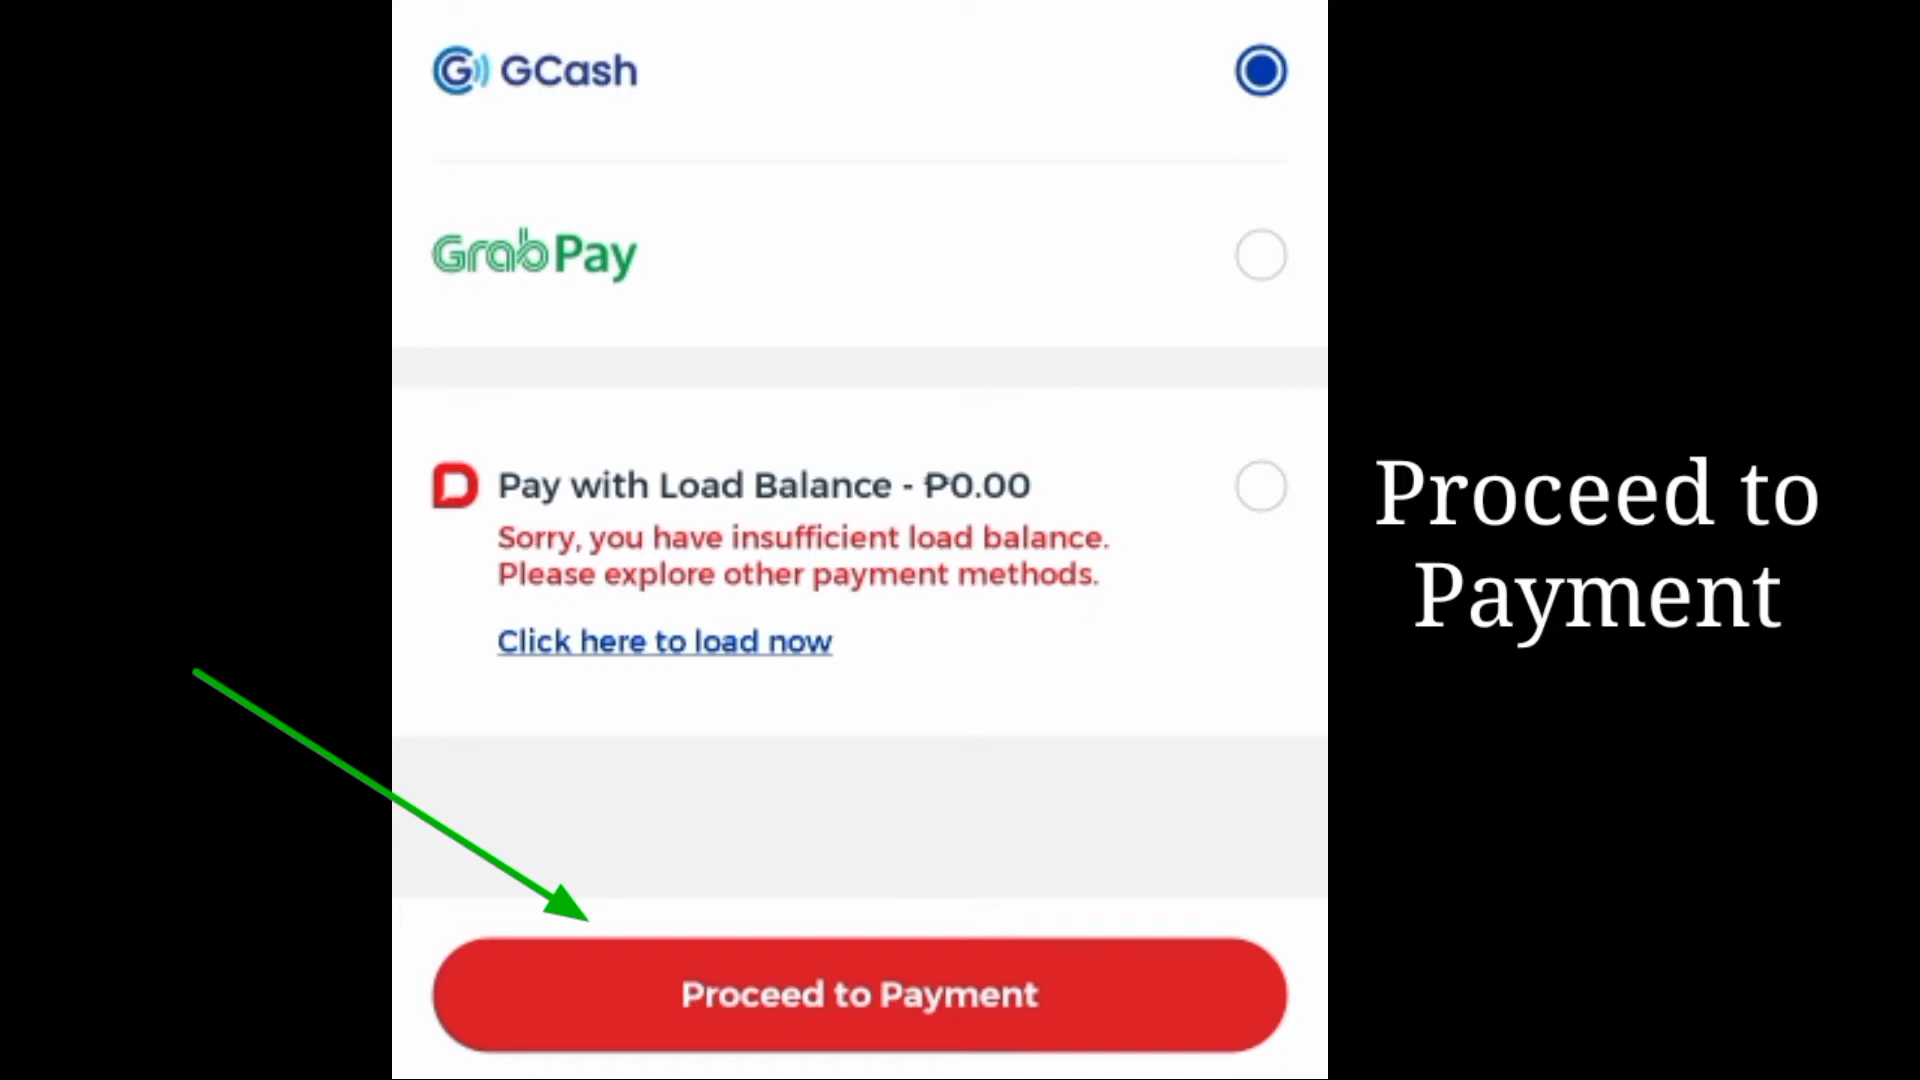 GCash
GrabPay
Pay with Load Balance - ₱0.00
Sorry, you have insufficient load balance.
Please explore other payment methods.
Click here to load now
Proceed to Payment
Proceed to
Payment